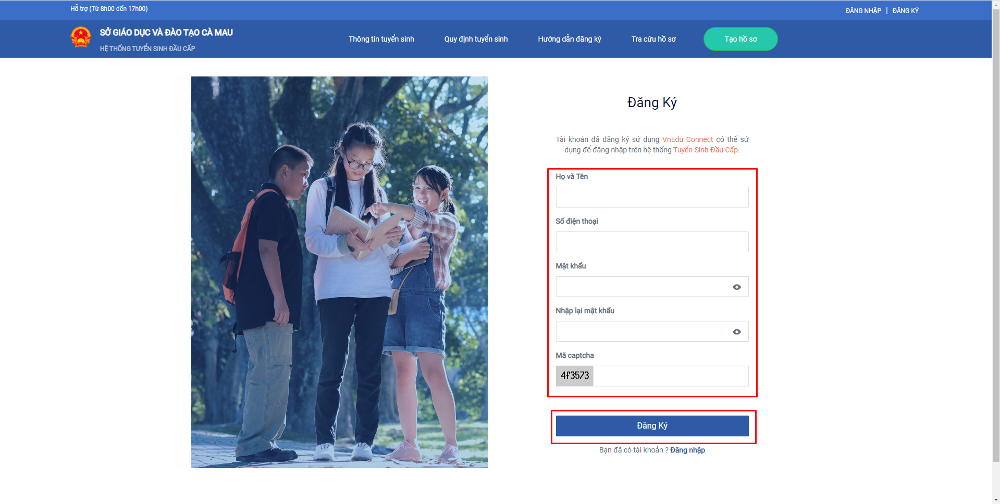 Hỗ trợ (Từ 8h00 đến 17h00)
ĐĂNG NHẬP | ĐĂNG KÝ
SỞ GIÁO DỤC VÀ ĐÀO TẠO CÀ MAU
HỆ THỐNG TUYỂN SINH ĐẦU CẤP
Thông tin tuyển sinh
Quy định tuyển sinh
Hướng dẫn đăng ký
Tra cứu hồ sơ
Tạo hồ sơ
Đăng Ký
Tài khoản đã đăng ký sử dụng VnEdu Connect có thể sử
dụng để đăng nhập trên hệ thống Tuyển Sinh Đầu Cấp.
Họ và Tên
Số điện thoại
Mật khẩu
Nhập lại mật khẩu
Mã captcha
4f3573
Đăng Ký
Bạn đã có tài khoản ? Đăng nhập